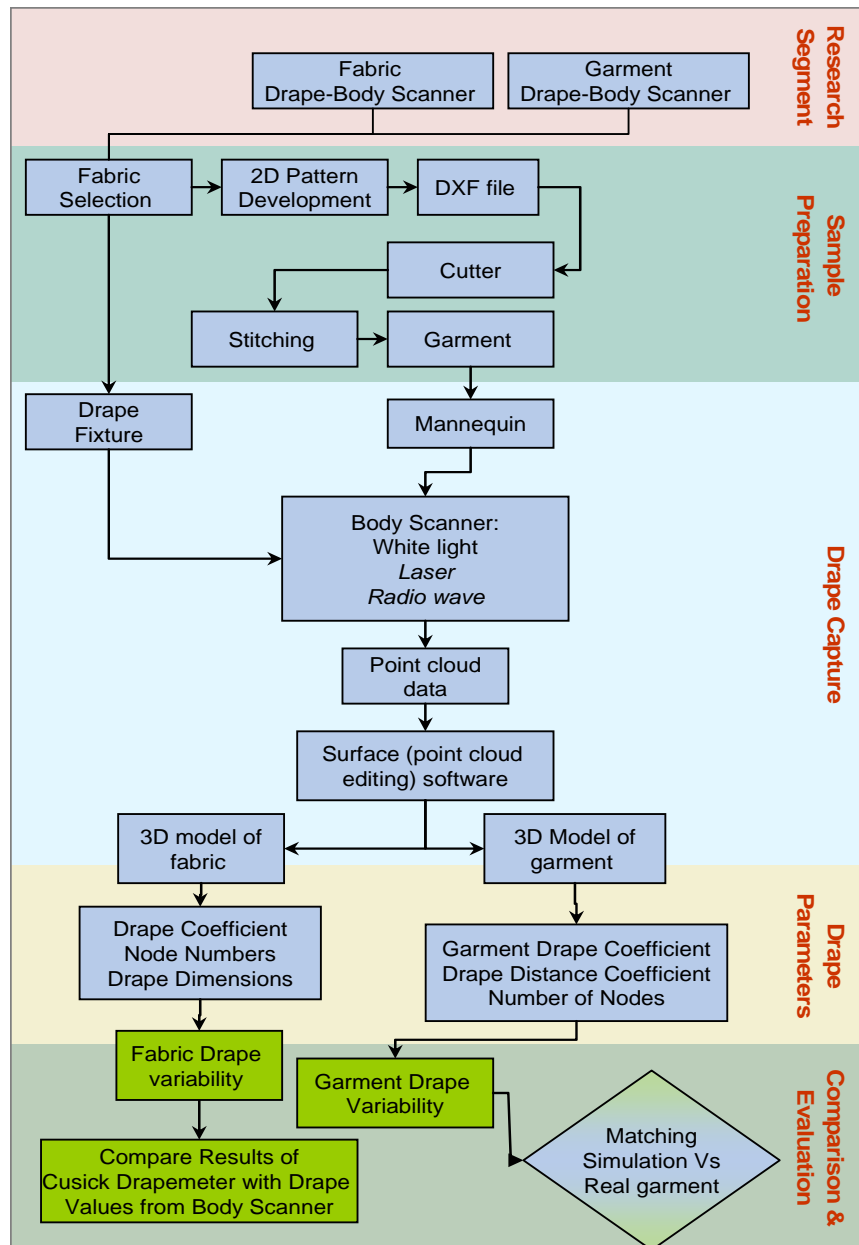 Research
Segment
Fabric
Drape-Body Scanner
Garment
Drape-Body Scanner
Sample
Preparation
Fabric
Selection
2D Pattern
Development
DXF file
Cutter
Stitching
Garment
Drape Capture
Drape
Fixture
Mannequin
Body Scanner:
White light
Laser
Radio wave
Point cloud
data
Surface (point cloud
editing) software
3D model of
fabric
3D Model of
garment
Drape
Parameters
Drape Coefficient
Node Numbers
Drape Dimensions
Garment Drape Coefficient
Drape Distance Coefficient
Number of Nodes
Comparison &
Evaluation
Fabric Drape
variability
Garment Drape
Variability
Matching
Simulation Vs
Real garment
Compare Results of
Cusick Drapemeter with Drape
Values from Body Scanner